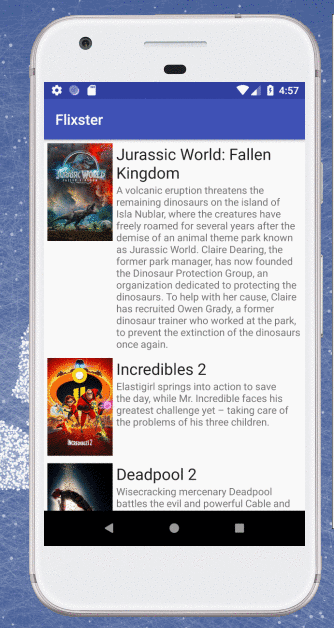 4:57
Flixster
JURASSIC WORLD
FALLEN KINGDOM
Jurassic World: Fallen
Kingdom
A volcanic eruption threatens the
remaining dinosaurs on the island of
Isla Nublar, where the creatures have
freely roamed for several years after the
demise of an animal theme park known
as Jurassic World. Claire Dearing, the
former park manager, has now founded
the Dinosaur Protection Group, an
organization dedicated to protecting the
dinosaurs. To help with her cause, Claire
has recruited Owen Grady, a former
dinosaur trainer who worked at the park,
to prevent the extinction of the dinosaurs
once again.
INCREDIBLES 2
Incredibles 2
Elastigirl springs into action to save
the day, while Mr. Incredible faces his
greatest challenge yet – taking care of
the problems of his three children.
Deadpool 2
Wisecracking mercenary Deadpool
battles the evil and powerful Cable and